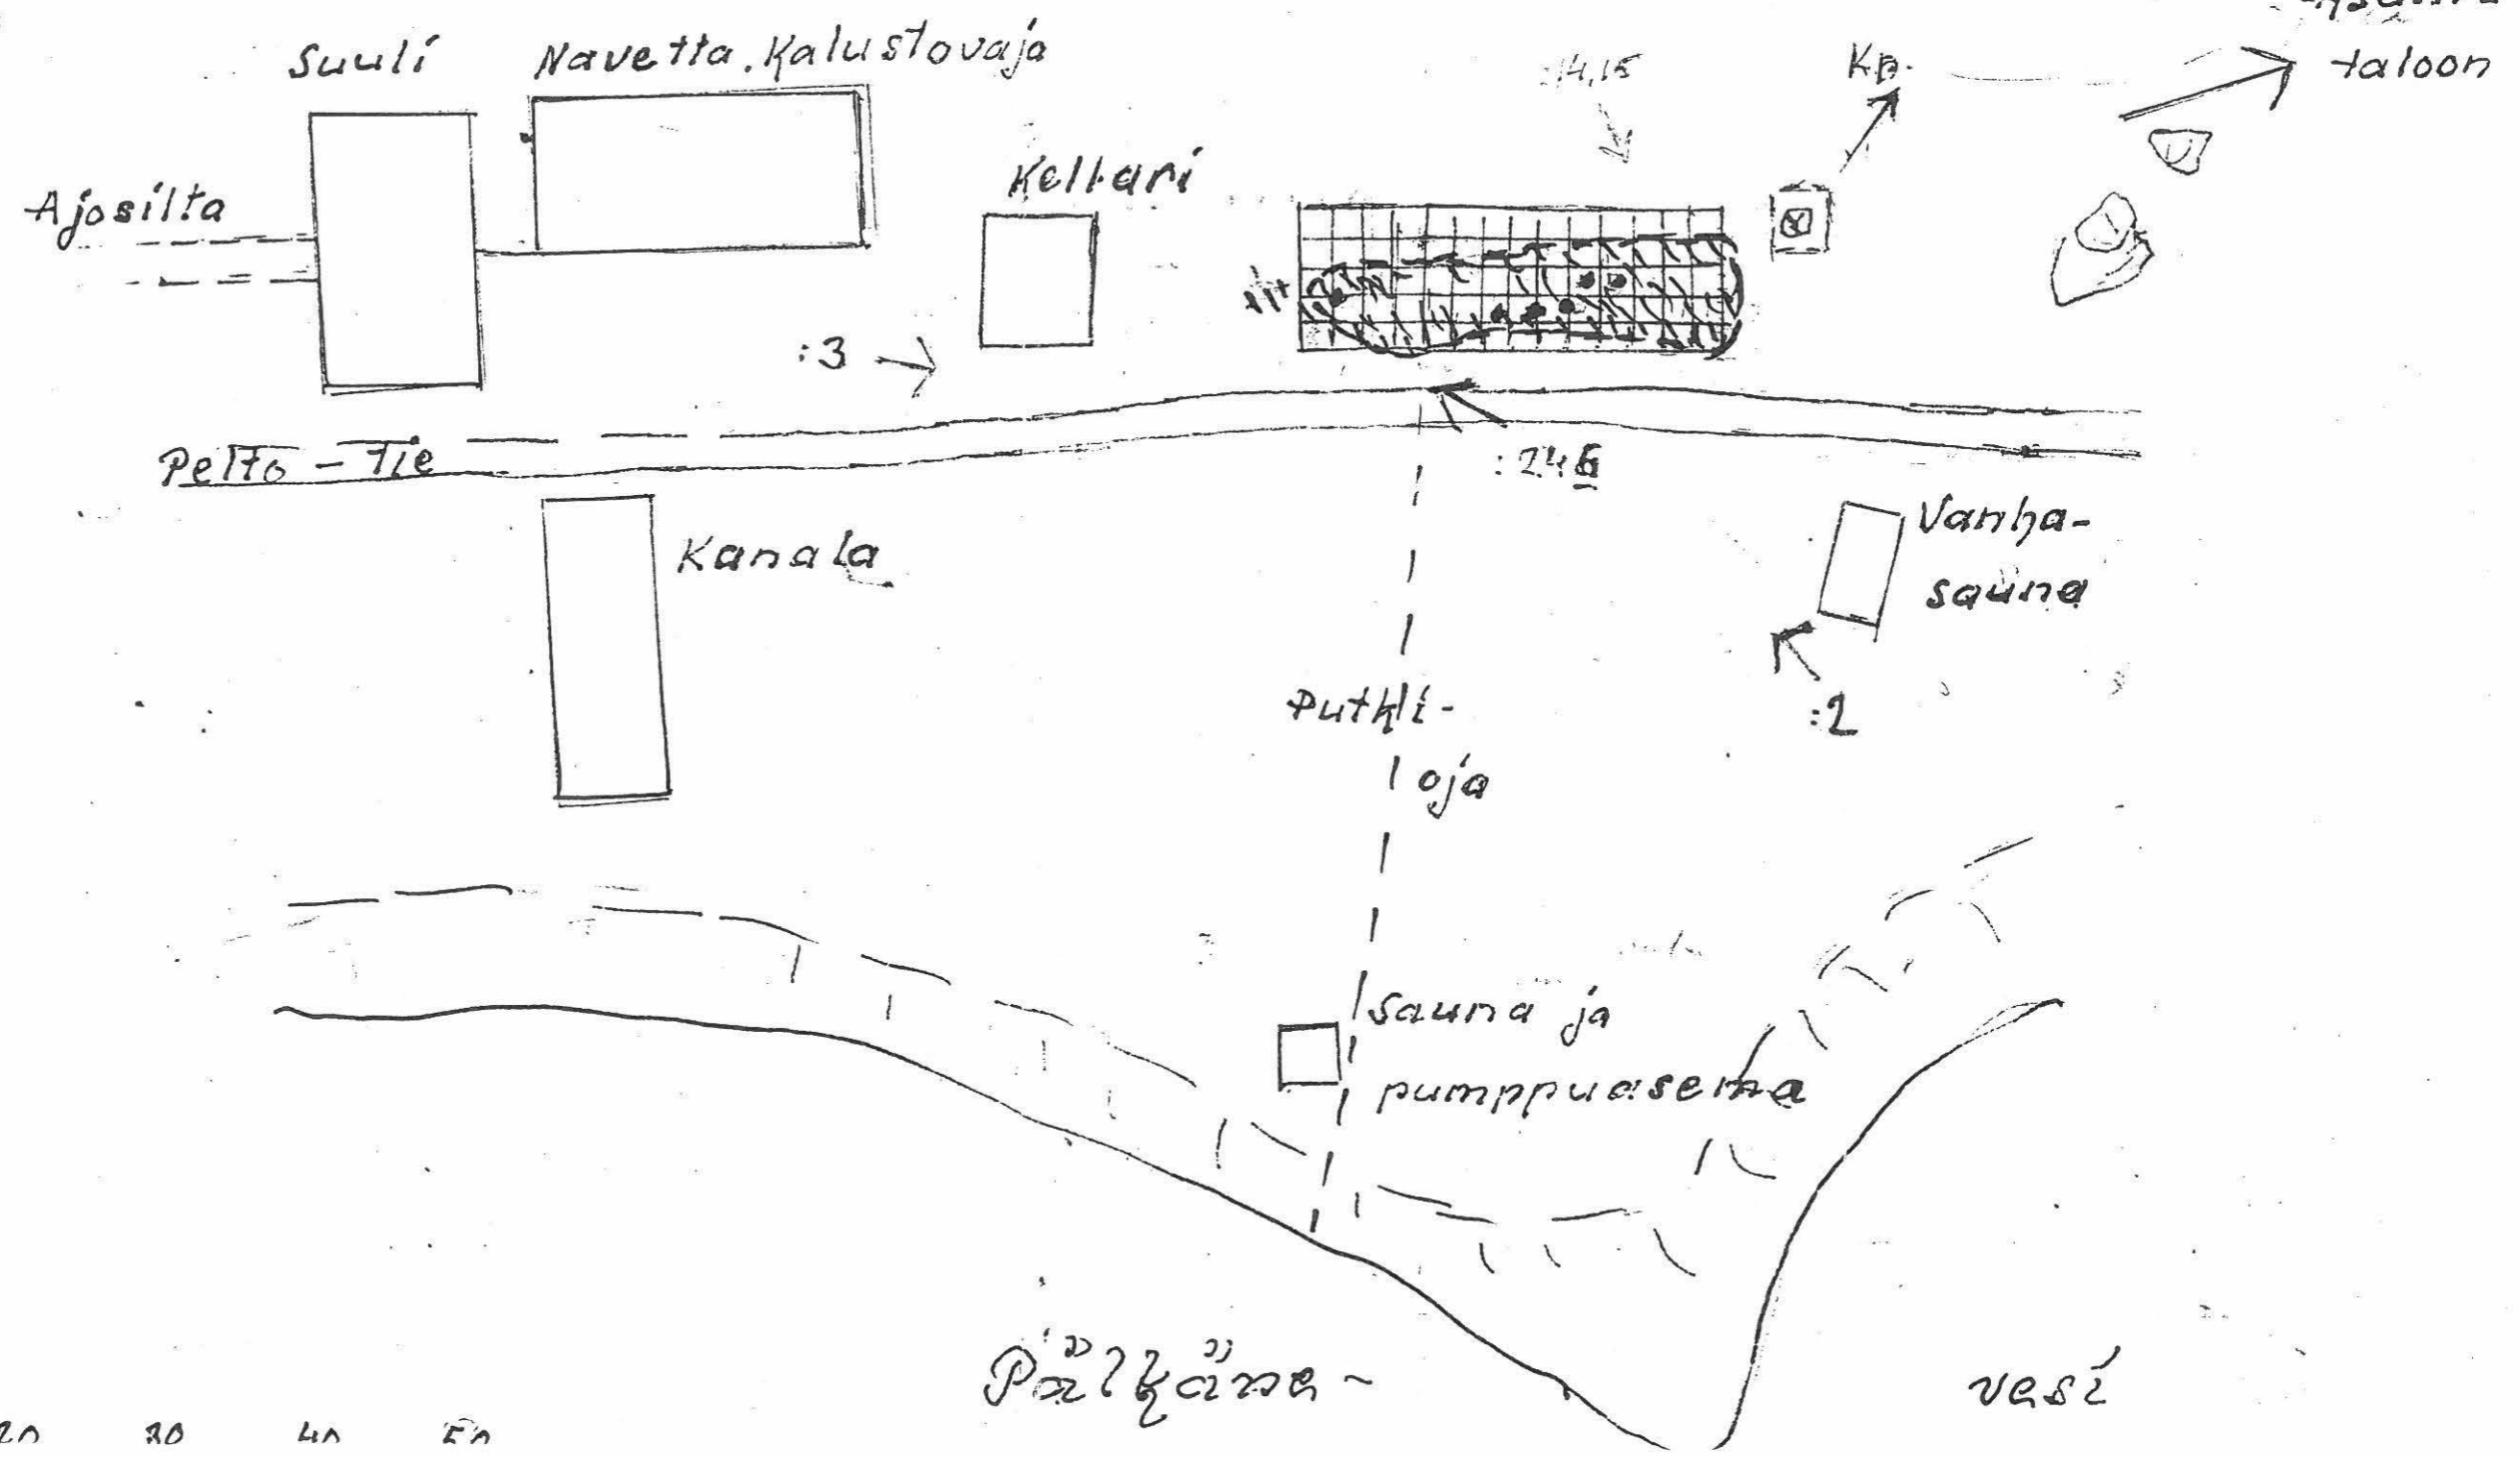 Suuli
Navetta. Kalustovaja
:14,15
Kp.
taloon
Kellari
Ajosilta
:3
Pelto - tie
:24
Kanala
Vanha-
sauna
:2
Putki-
oja
sauna ja
pumppuasema
Pälkäne-
vesi
20 30 40 50